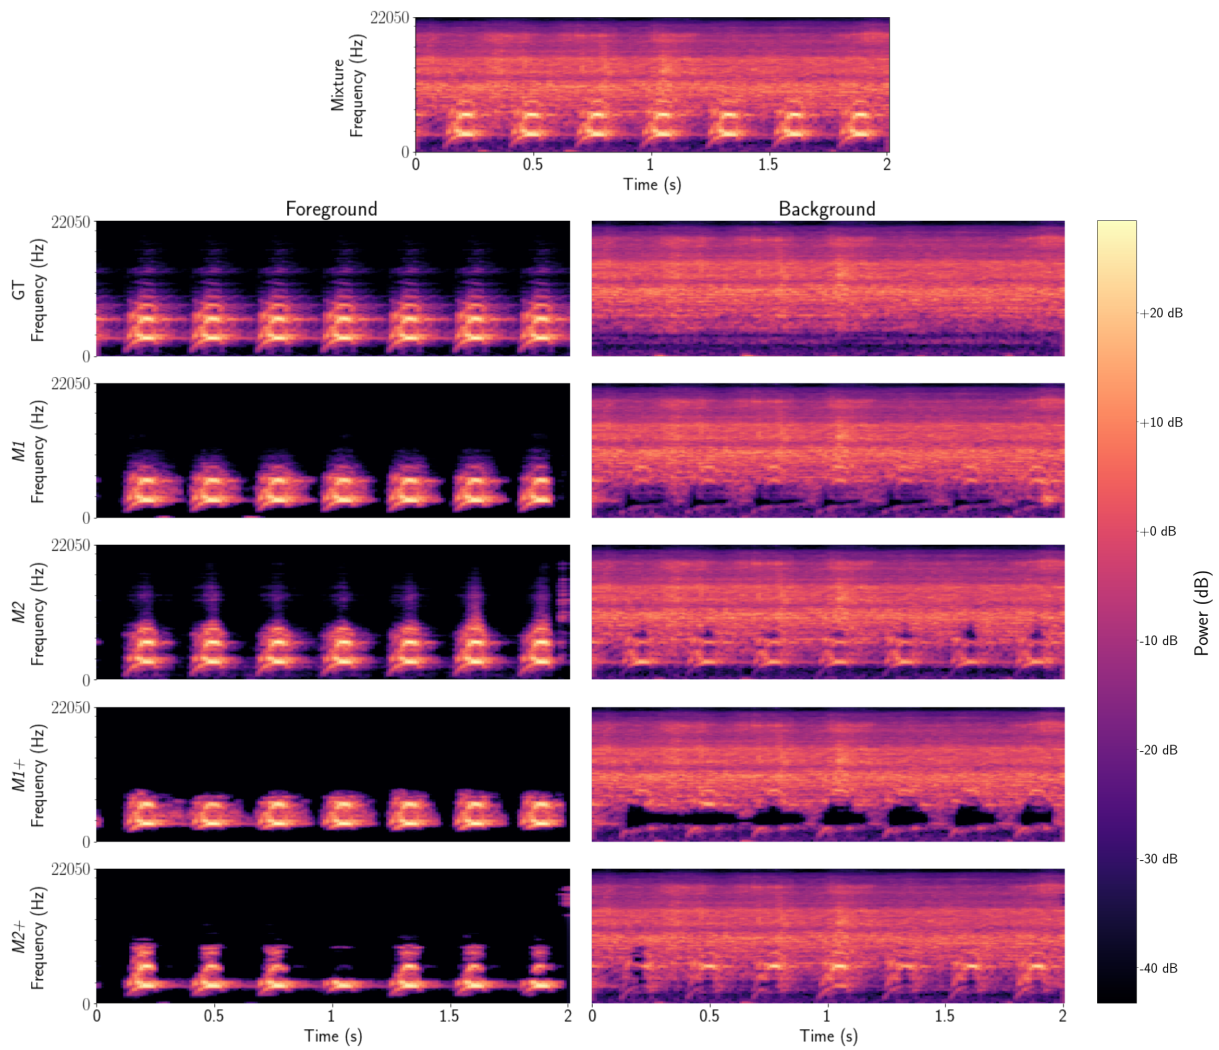 22050
Mixture
Frequency (Hz)
0
0 0.5 1 1.5 2
Time (s)
Foreground Background
22050
GT
Frequency (Hz)
0
22050
M1
Frequency (Hz)
0
22050
M2
Frequency (Hz)
0
22050
M1+
Frequency (Hz)
0
22050
M2+
Frequency (Hz)
0
0 0.5 1 1.5 2
Time (s)
0 0.5 1 1.5 2
Time (s)
+20 dB
+10 dB
+0 dB
-10 dB
-20 dB
-30 dB
-40 dB
Power (dB)